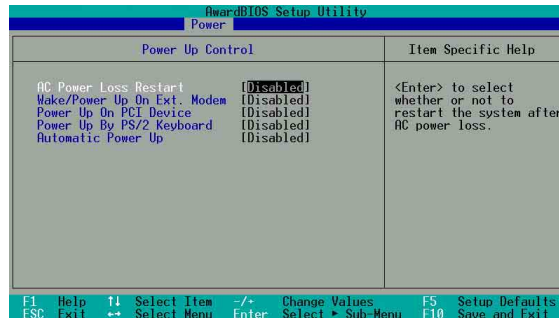 AwardBIOS Setup Utility
Power
Power Up Control
Item Specific Help
AC Power Loss Restart [Disabled]
Wake/Power Up On Ext. Modem [Disabled]
Power Up On PCI Device [Disabled]
Power Up By PS/2 Keyboard [Disabled]
Automatic Power Up [Disabled]
<Enter> to select
whether or not to
restart the system after
AC power loss.
F1 Help ↑↓ Select Item -/+ Change Values F5 Setup Defaults
ESC Exit ↔ Select Menu Enter Select ▸ Sub-Menu F10 Save and Exit